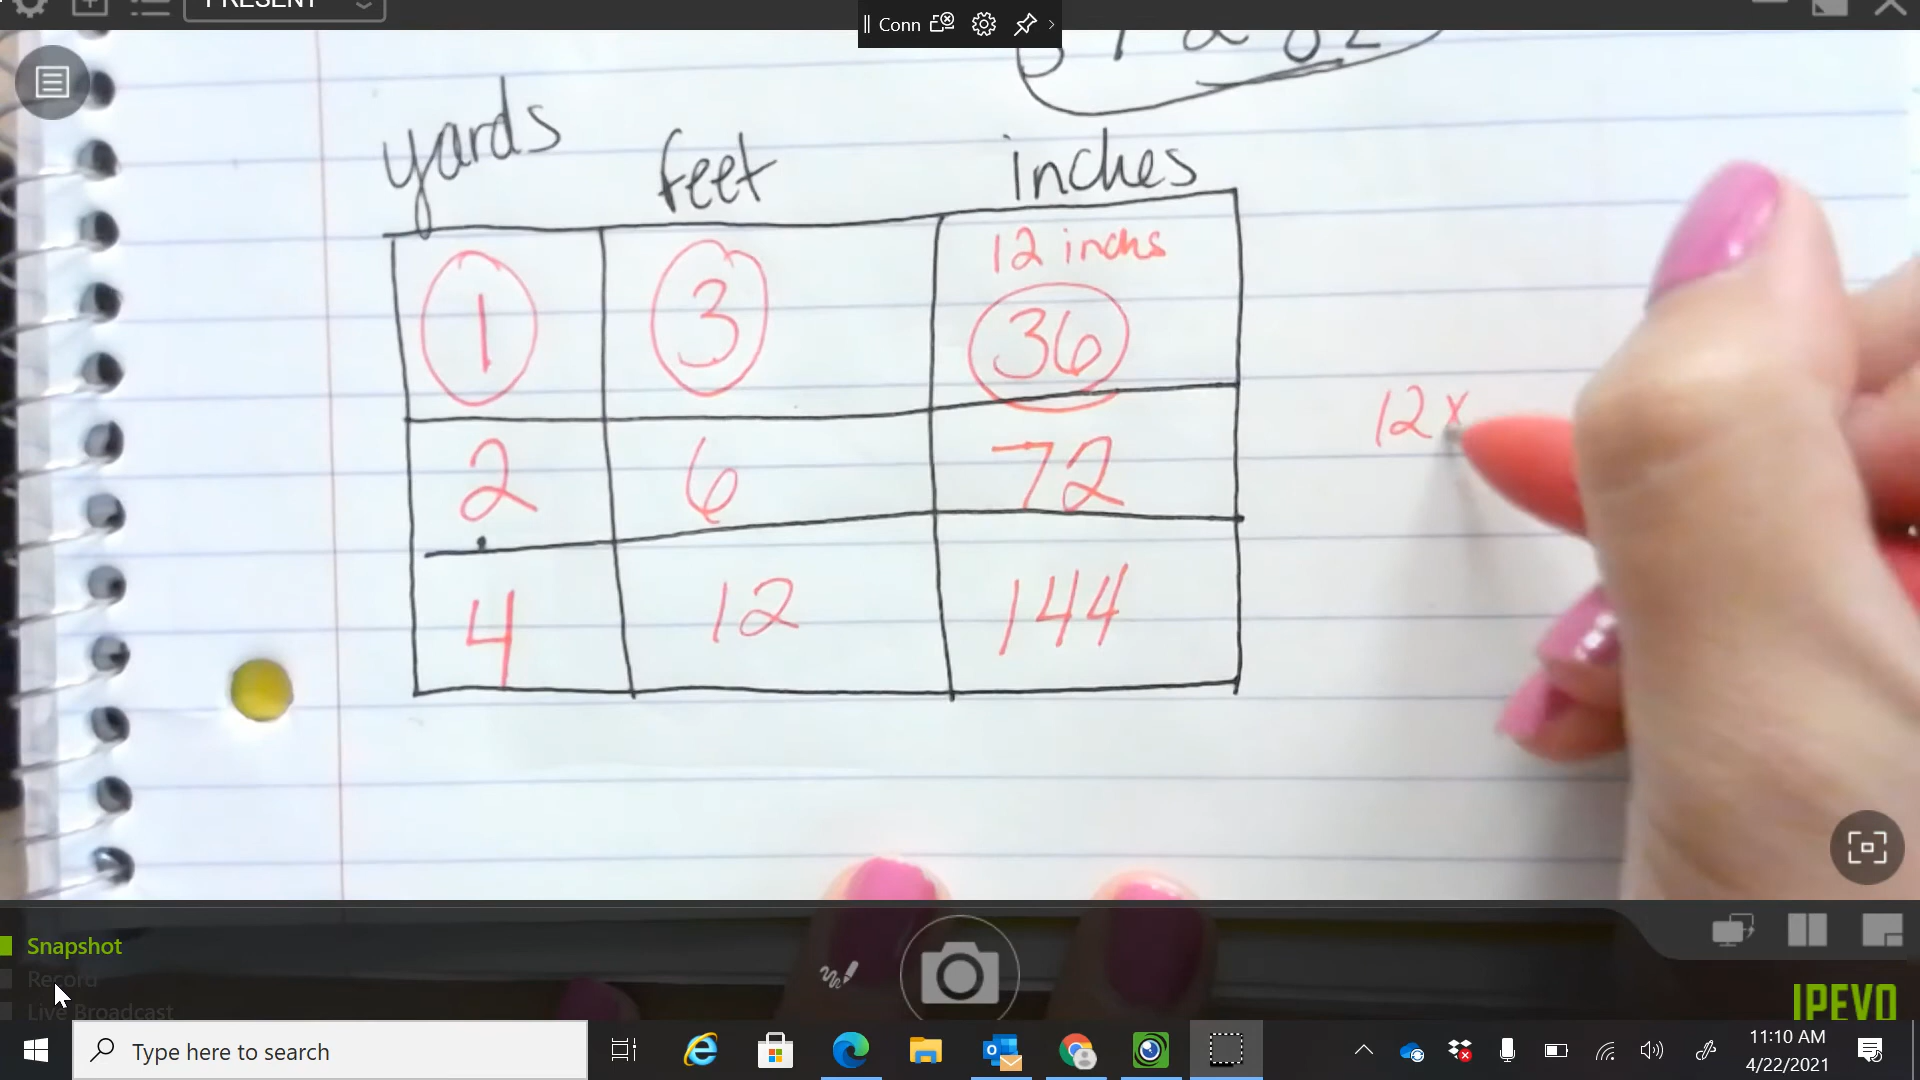 PRESENT
Conn
yards feet inches
12 inchs
1 3 36
12x
2 6 72
4 12 144
Snapshot
Record
Live Broadcast
IPEVO
Type here to search
11:10 AM
4/22/2021